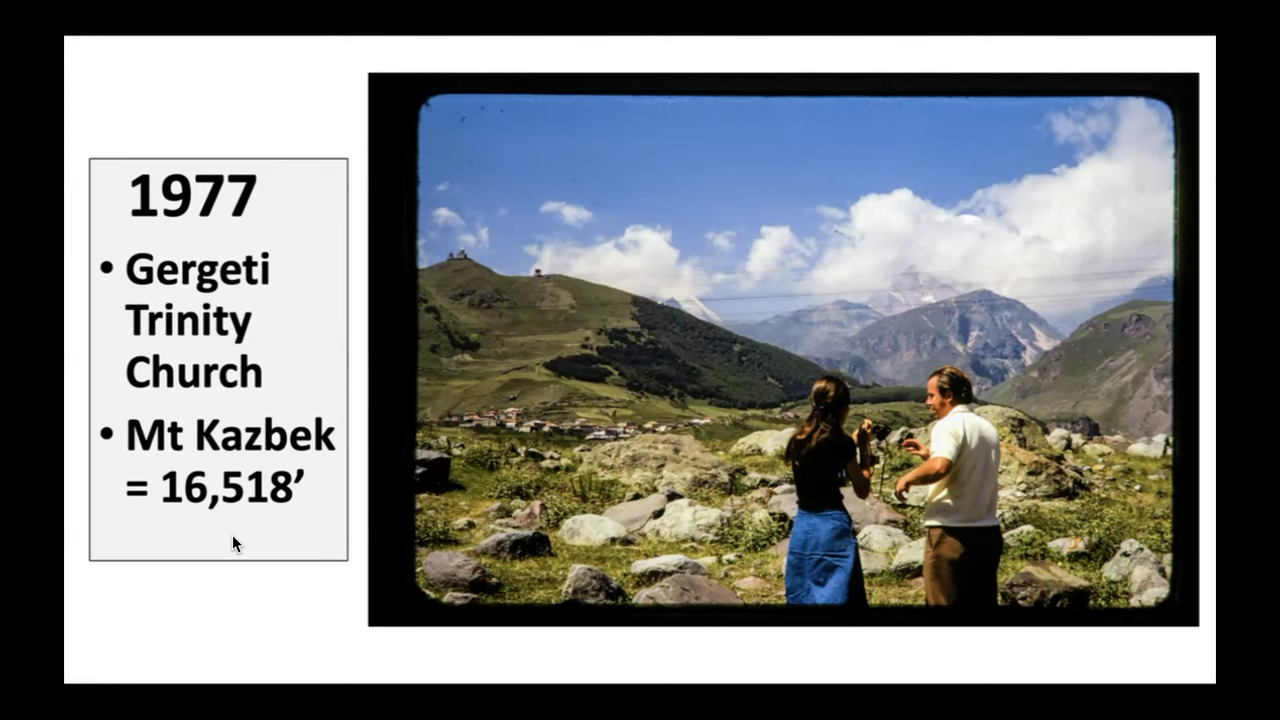 1977
• Gergeti
Trinity
Church
• Mt Kazbek
= 16,518’